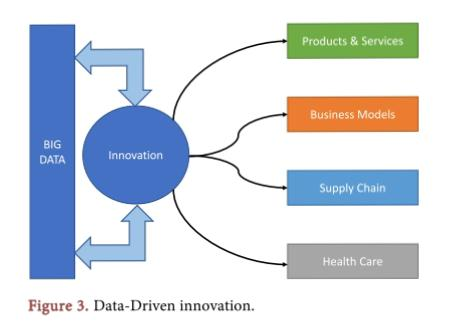 Products & Services
Business Models
BIG
DATA
Innovation
Supply Chain
Health Care
Figure 3. Data-Driven innovation.